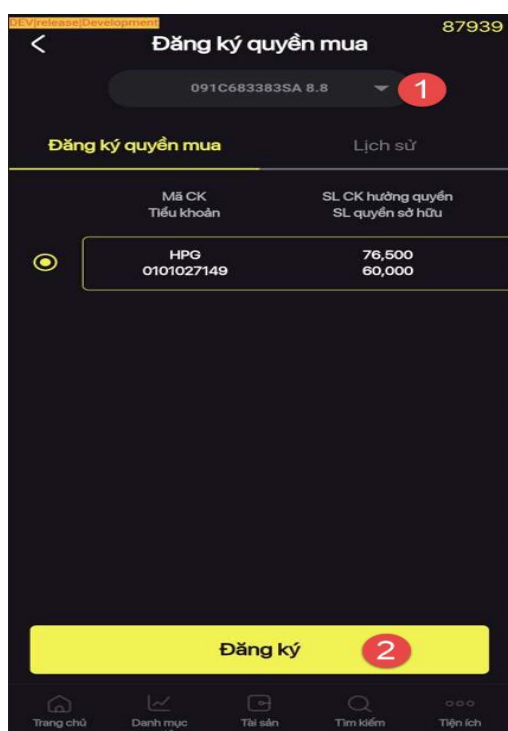 DEV|release|Development
87939
Đăng ký quyền mua
091C683383SA 8.8
1
Đăng ký quyền mua
Lịch sử
Mã CK
Tiểu khoản
SL CK hưởng quyền
SL quyền sở hữu
HPG
0101027149
76,500
60,000
Đăng ký
2
Trang chủ
Danh mục
Tài sản
Tìm kiếm
Tiện ích